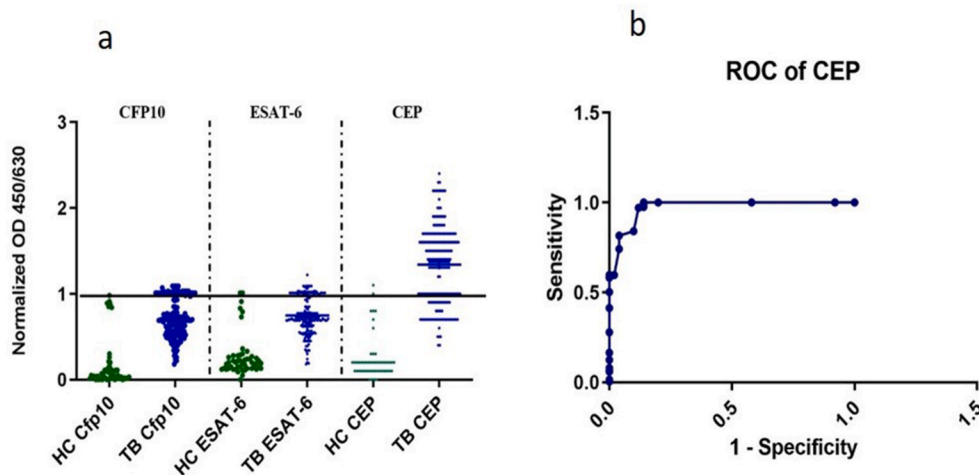 a
CFP10 ESAT-6 CEP
Normalized OD 450/630
3
2
1
0
HC Cfp10
TB Cfp10
HC ESAT-6
TB ESAT-6
HC CEP
TB CEP
b
ROC of CEP
Sensitivity
1.5
1.0
0.5
0.0
0.0 0.5 1.0 1.5
1 - Specificity